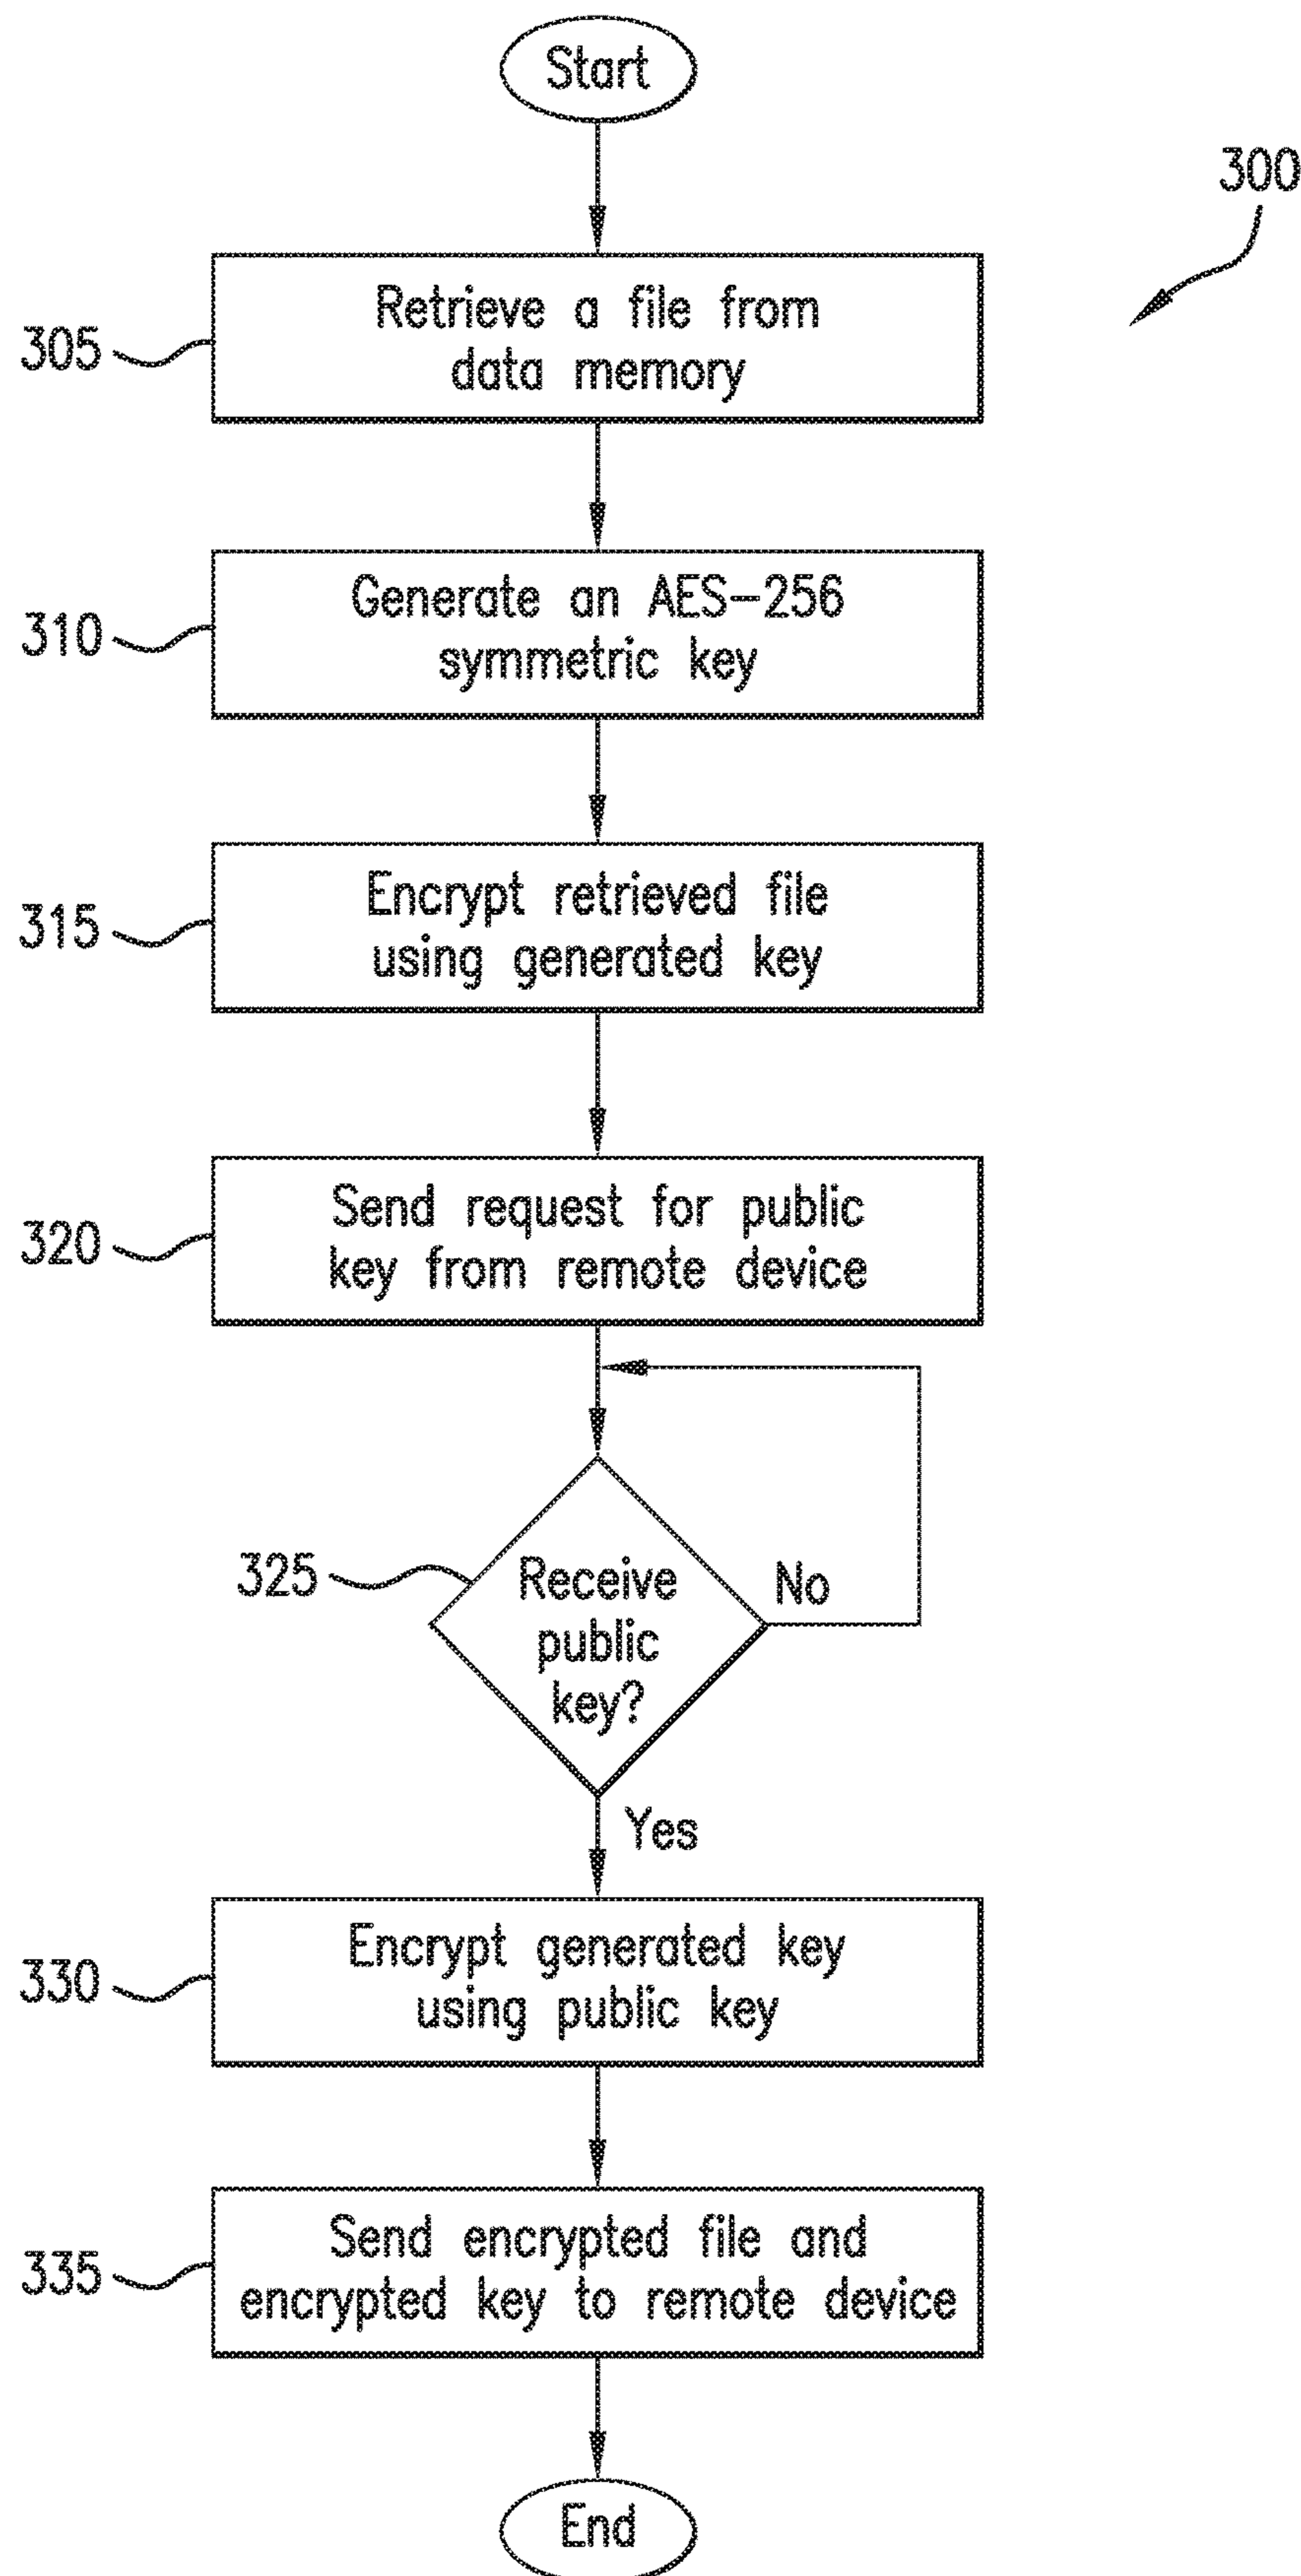 Start
300
305
Retrieve a file from
data memory
310
Generate an AES-256
symmetric key
315
Encrypt retrieved file
using generated key
320
Send request for public
key from remote device
325
Receive
public
key?
No
Yes
330
Encrypt generated key
using public key
335
Send encrypted file and
encrypted key to remote device
End